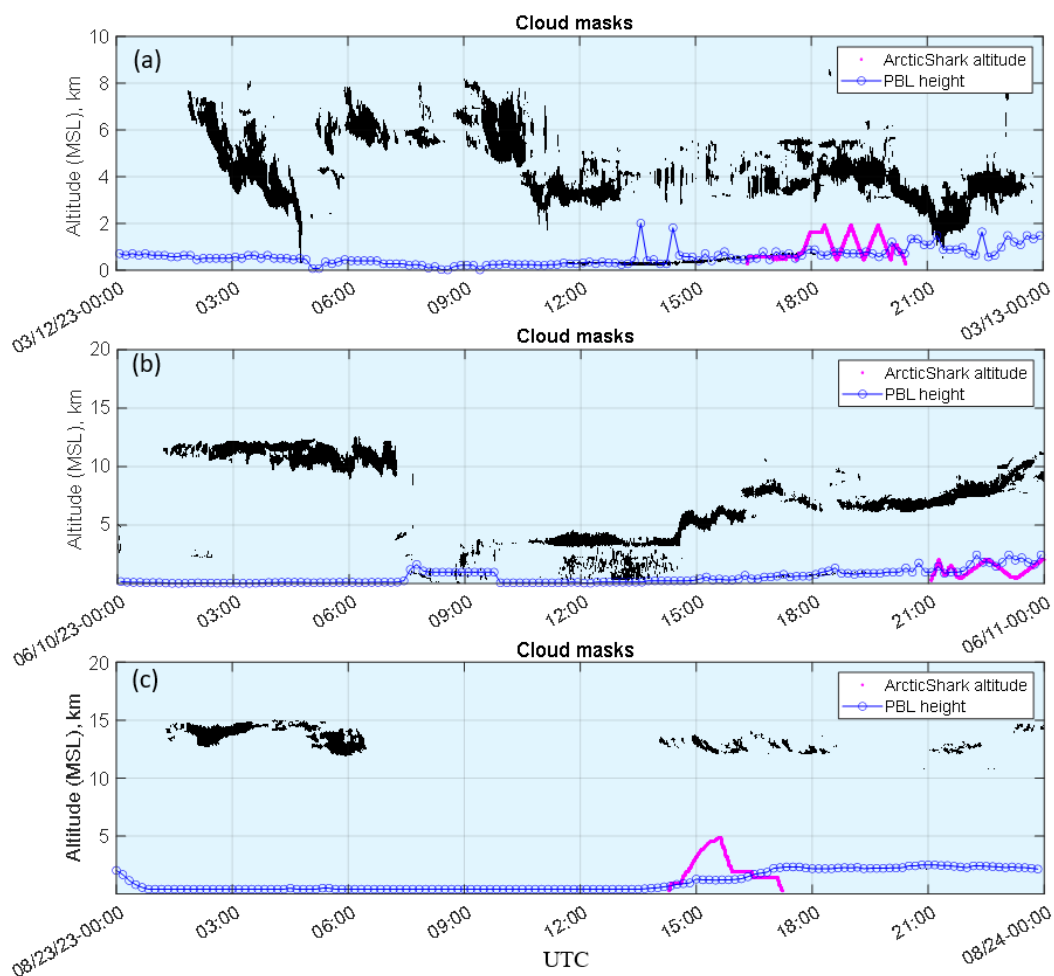 Cloud masks
(a)
ArcticShark altitude
PBL height
Altitude (MSL), km
10
8
6
4
2
0
03/12/23-00:00 03:00 06:00 09:00 12:00 15:00 18:00 21:00 03/13-00:00
Cloud masks
(b)
ArcticShark altitude
PBL height
Altitude (MSL), km
20
15
10
5
06/10/23-00:00 03:00 06:00 09:00 12:00 15:00 18:00 21:00 06/11-00:00
Cloud masks
(c)
ArcticShark altitude
PBL height
Altitude (MSL), km
20
15
10
5
08/23/23-00:00 03:00 06:00 09:00 12:00 15:00 18:00 21:00 08/24-00:00
UTC